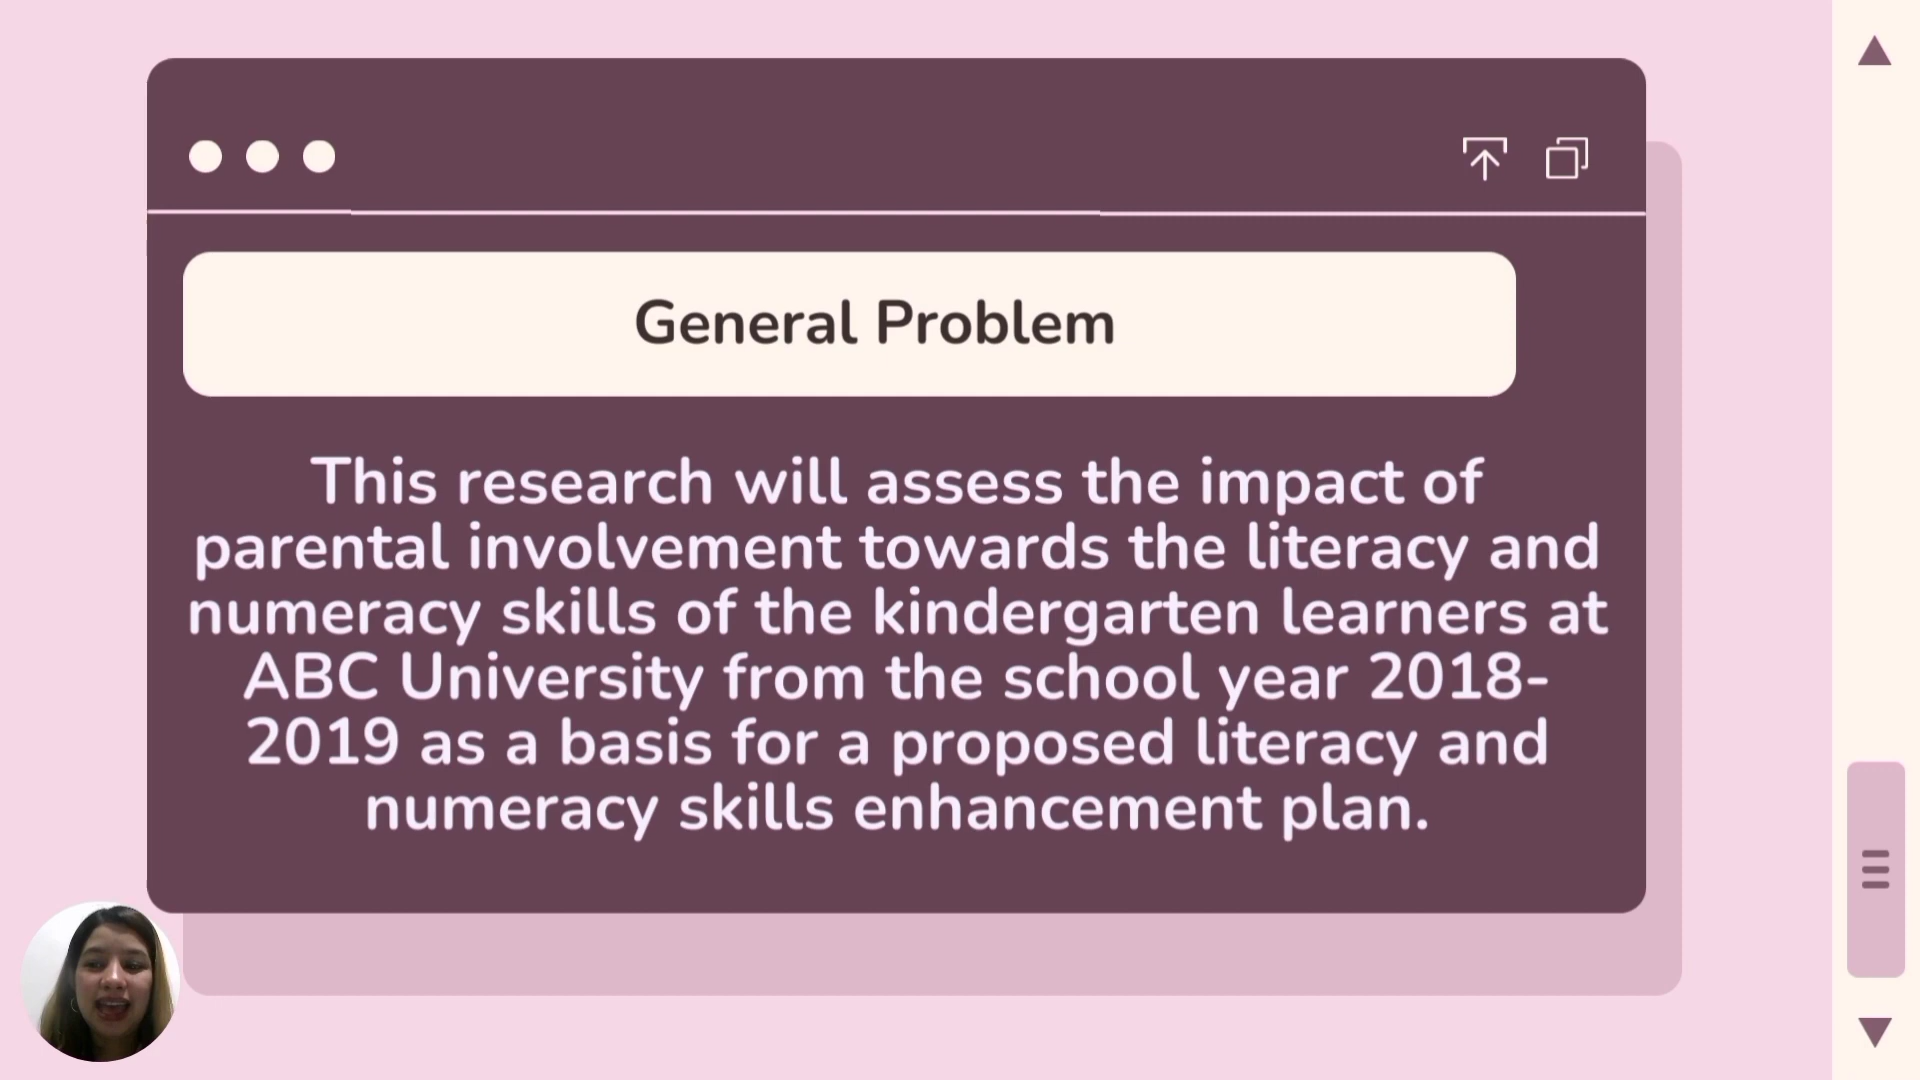 General Problem
This research will assess the impact of
parental involvement towards the literacy and
numeracy skills of the kindergarten learners at
ABC University from the school year 2018-
2019 as a basis for a proposed literacy and
numeracy skills enhancement plan.